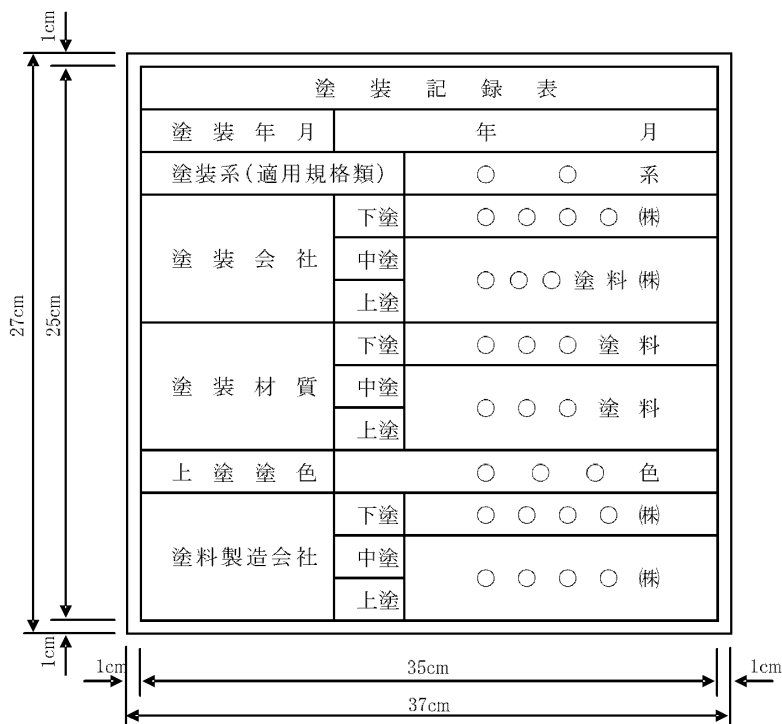 1cm
塗装記録表
塗装年月 年 月
塗装系(適用規格類) ○ ○ 系
塗装会社 下塗 ○○○○㈱
中塗 ○○○塗料㈱
上塗
塗装材質 下塗 ○○○塗料
中塗 ○○○塗料
上塗
上塗塗色 ○○○色
塗料製造会社 下塗 ○○○○㈱
中塗 ○○○○㈱
上塗
27cm
25cm
1cm
1cm
35cm
1cm
37cm